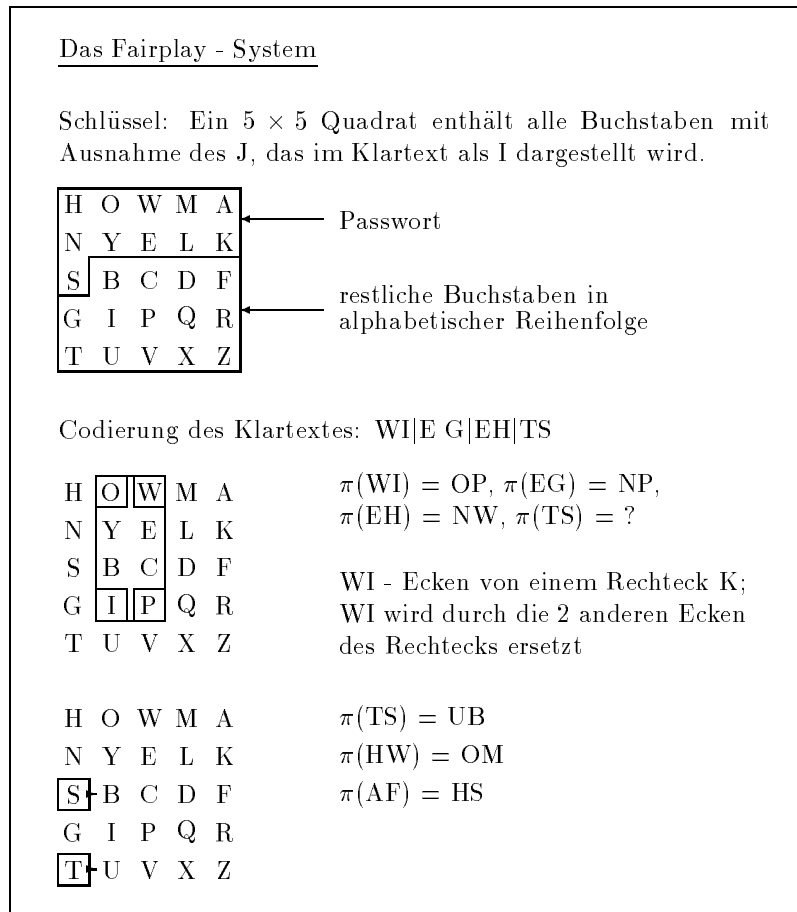 Das Fairplay - System
Schlüssel: Ein 5 × 5 Quadrat enthält alle Buchstaben mit
Ausnahme des J, das im Klartext als I dargestellt wird.
H O W M A
N Y E L K
S B C D F
G I P Q R
T U V X Z
Passwort
restliche Buchstaben in
alphabetischer Reihenfolge
Codierung des Klartextes: WI|E G|EH|TS
H O W M A
N Y E L K
S B C D F
G I P Q R
T U V X Z
π(WI) = OP, π(EG) = NP,
π(EH) = NW, π(TS) = ?
WI - Ecken von einem Rechteck K;
WI wird durch die 2 anderen Ecken
des Rechtecks ersetzt
H O W M A
N Y E L K
S B C D F
G I P Q R
T U V X Z
π(TS) = UB
π(HW) = OM
π(AF) = HS